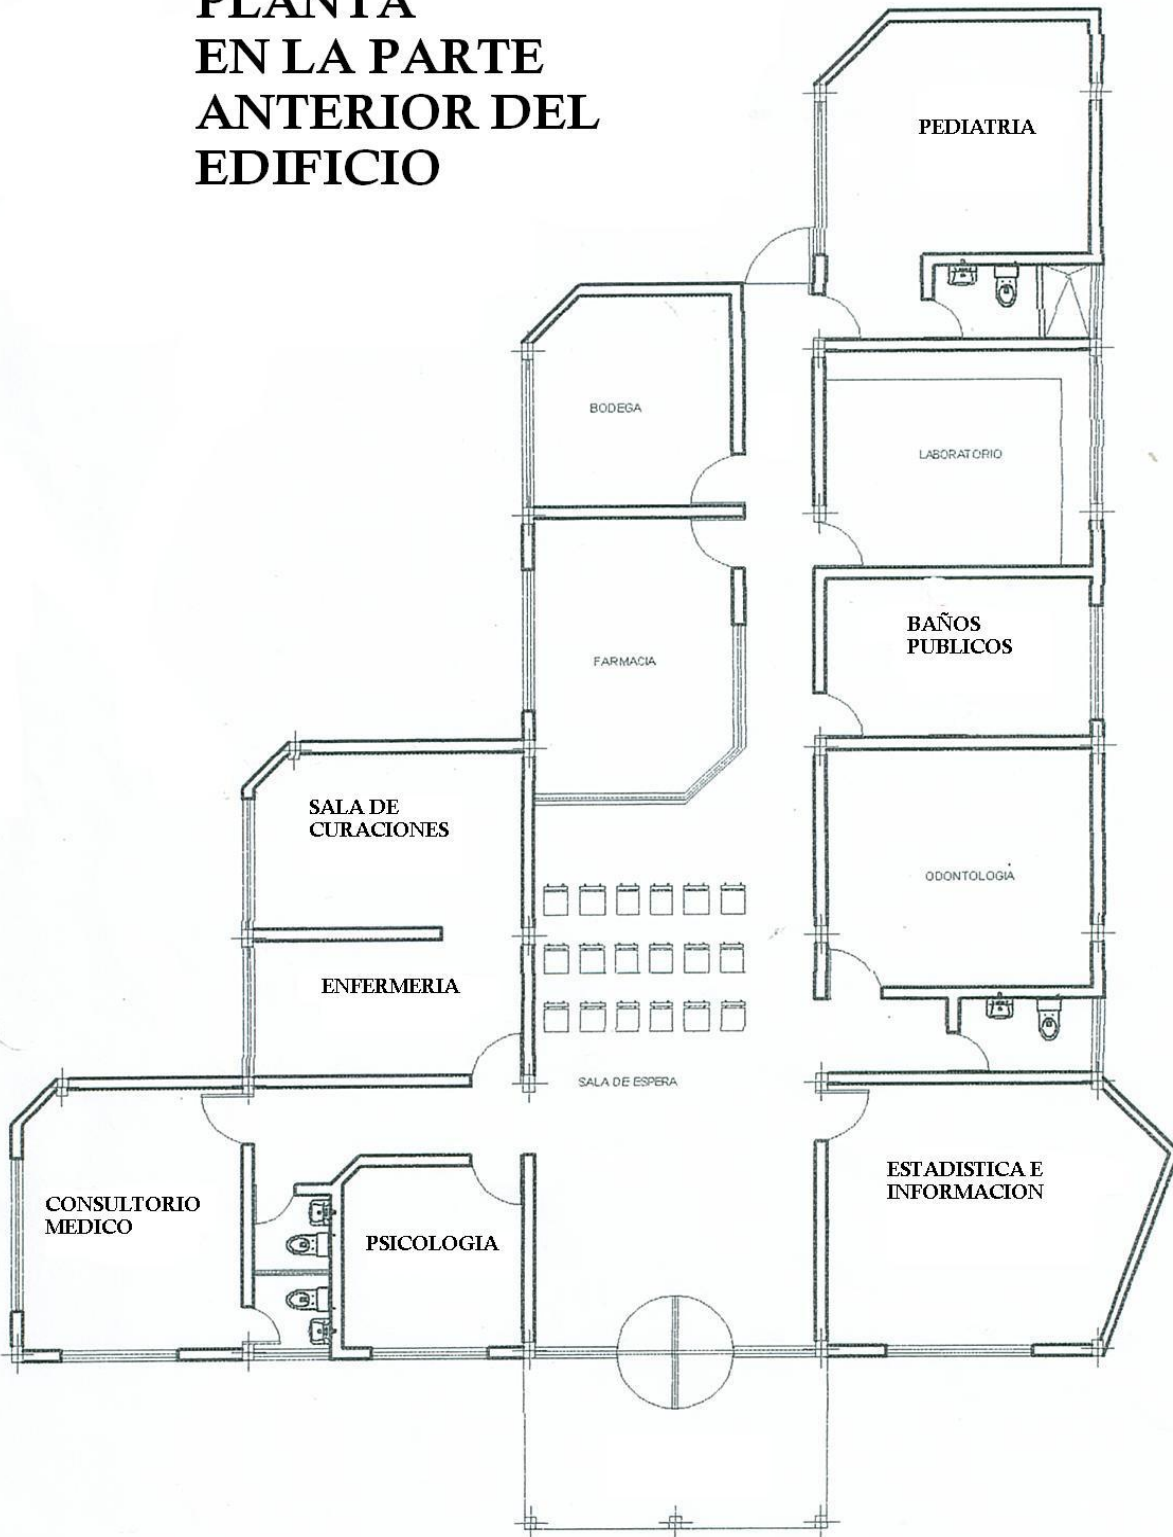 PLANTA
EN LA PARTE
ANTERIOR DEL
EDIFICIO
PEDIATRIA
BODEGA
LABORATORIO
BAÑOS
PUBLICOS
FARMACIA
SALA DE
CURACIONES
ODONTOLOGIA
ENFERMERIA
SALA DE ESPERA
ESTADISTICA E
INFORMACION
CONSULTORIO
MEDICO
PSICOLOGIA